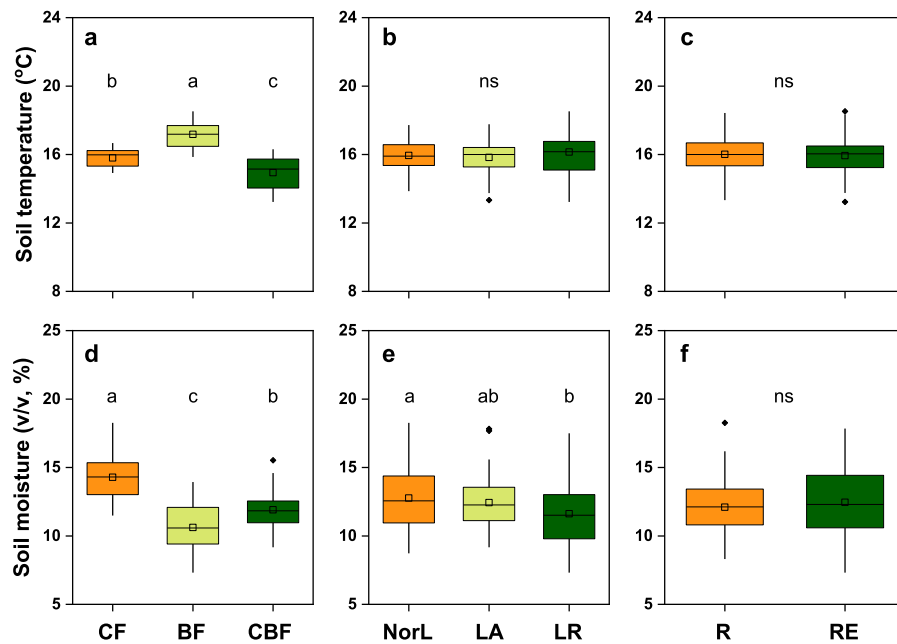 24
20
16
12
8
Soil temperature (°C)
a
b a c
b
ns
c
ns
25
20
15
10
5
Soil moisture (v/v, %)
d
a c b
e
a ab b
f
ns
CF BF CBF
NorL LA LR
R RE